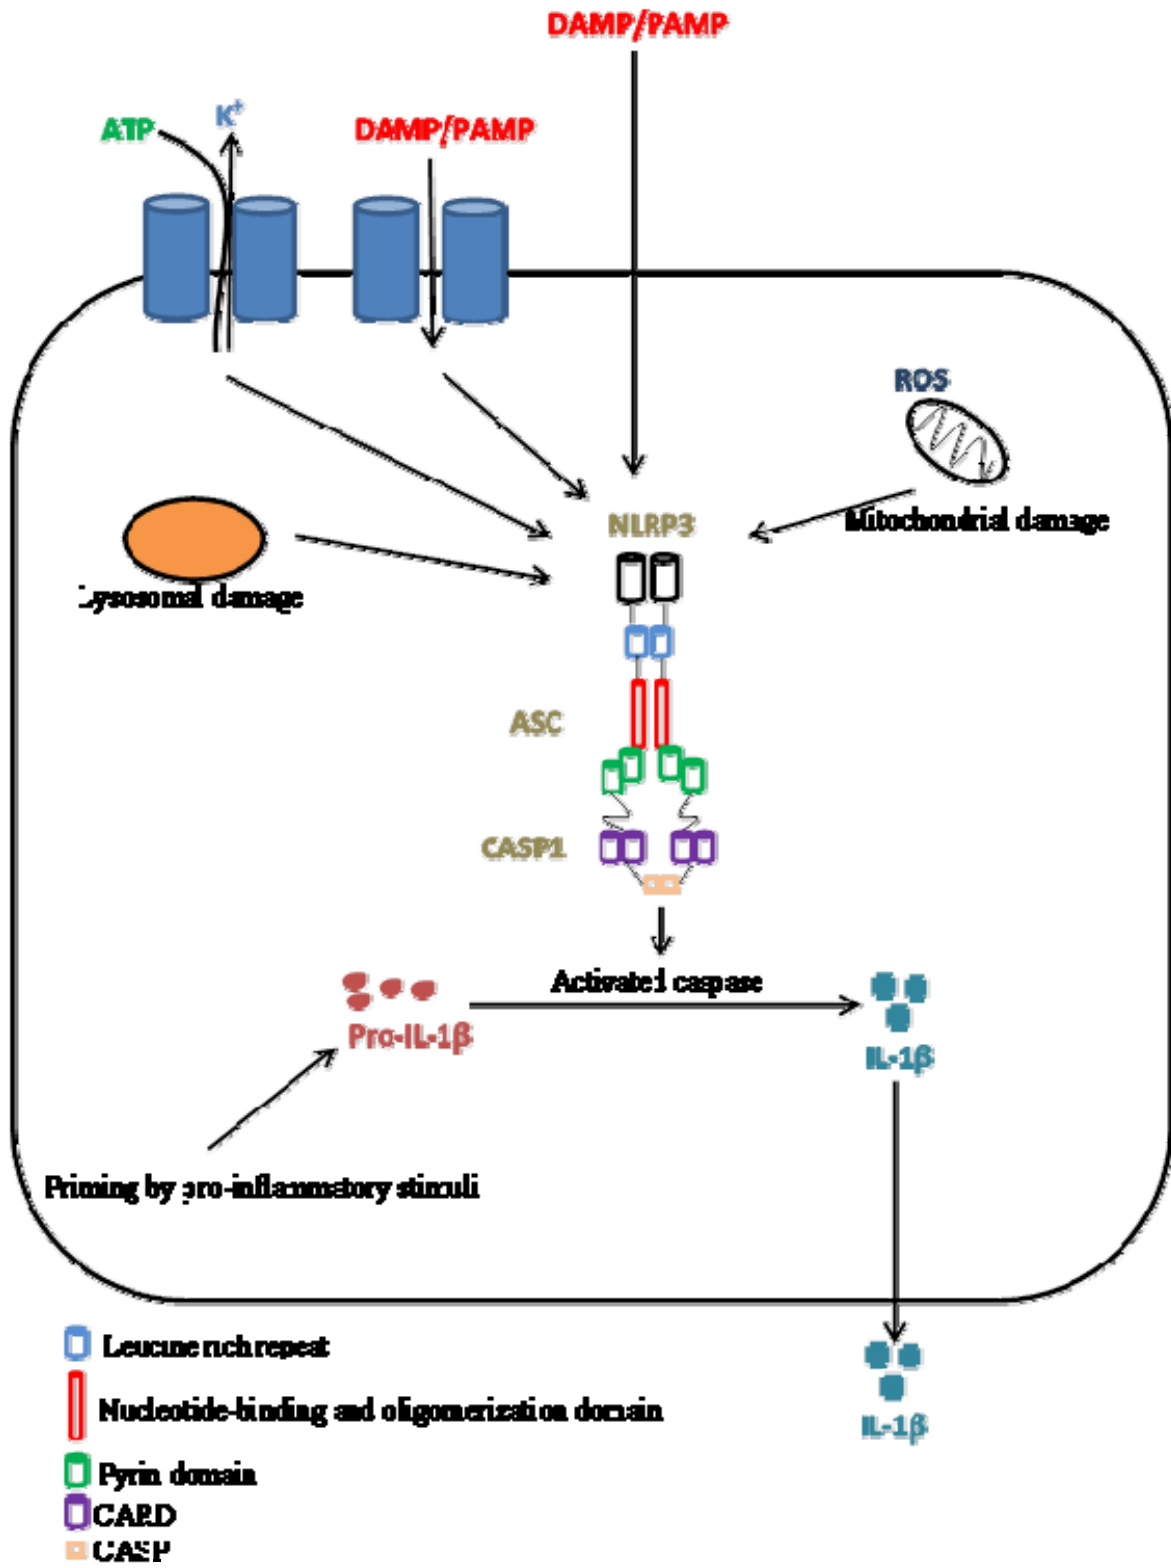 DAMP/PAMP
ATP
K+
DAMP/PAMP
ROS
Mitochondrial damage
NLRP3
Lysosomal damage
ASC
CASP1
Activated caspase
Pro-IL-1β
IL-1β
Priming by pro-inflammatory stimuli
Leucine rich repeat
Nucleotide-binding and oligomerization domain
IL-1β
Pyrin domain
CARD
CASP